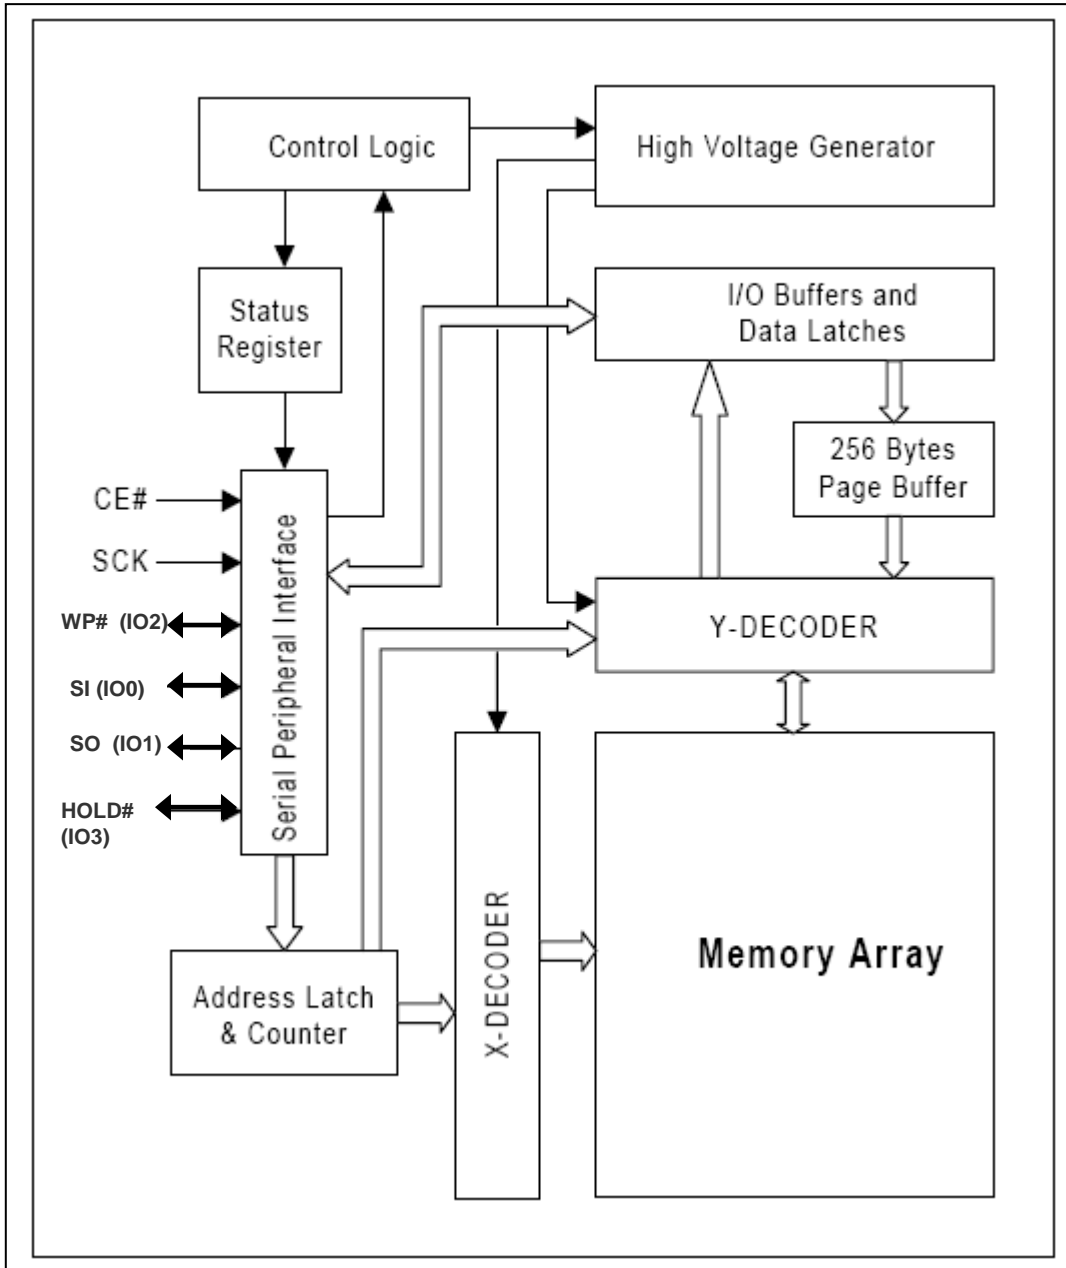 Control Logic
High Voltage Generator
Status
Register
I/O Buffers and
Data Latches
256 Bytes
Page Buffer
CE#
SCK
WP# (IO2)
SI (IO0)
SO (IO1)
HOLD#
(IO3)
Serial Peripheral Interface
Y-DECODER
Address Latch
& Counter
X-DECODER
Memory Array